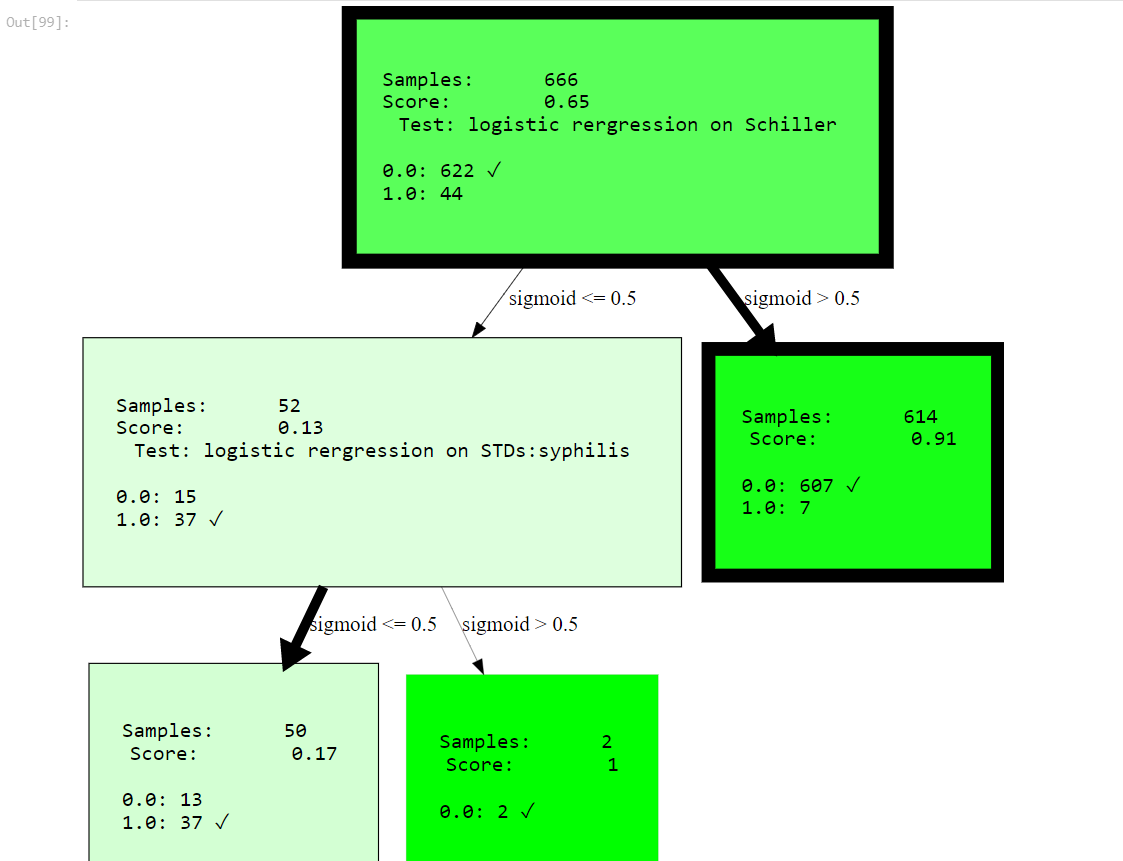 Out[99]:
Samples: 666
Score: 0.65
Test: logistic rergression on Schiller
0.0: 622 ✓
1.0: 44
sigmoid <= 0.5
sigmoid > 0.5
Samples: 52
Score: 0.13
Test: logistic rergression on STDs:syphilis
0.0: 15
1.0: 37 ✓
Samples: 614
Score: 0.91
0.0: 607 ✓
1.0: 7
sigmoid <= 0.5
sigmoid > 0.5
Samples: 50
Score: 0.17
0.0: 13
1.0: 37 ✓
Samples: 2
Score: 1
0.0: 2 ✓